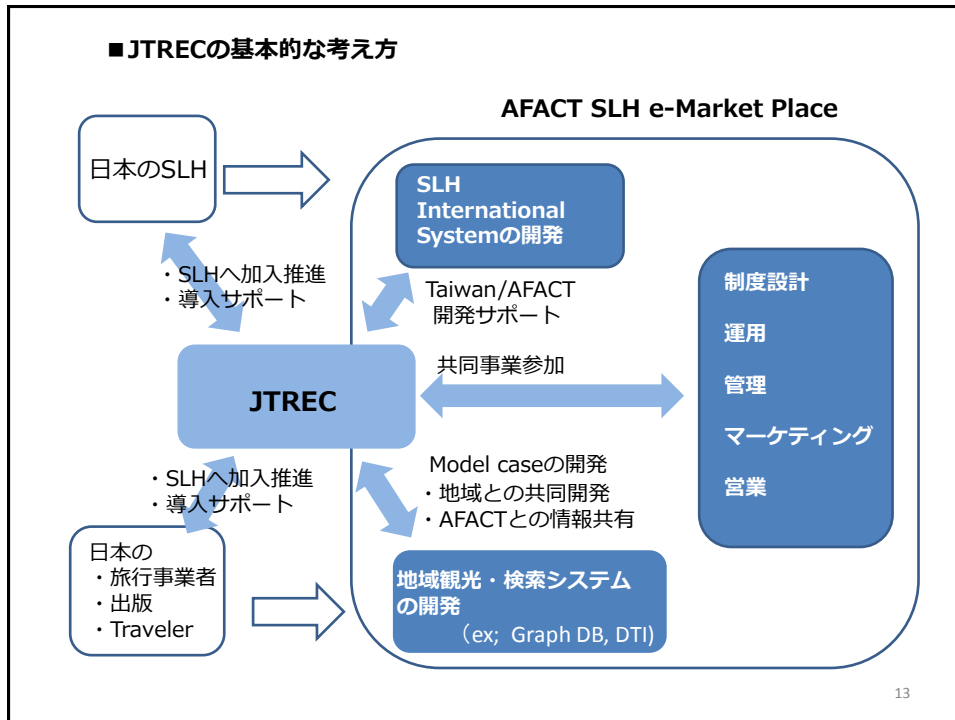 ■JTRECの基本的な考え方
AFACT SLH e-Market Place
日本のSLH
SLH
International
Systemの開発
・SLHへ加入推進
・導入サポート
Taiwan/AFACT
開発サポート
共同事業参加
JTREC
制度設計
運用
管理
マーケティング
営業
・SLHへ加入推進
・導入サポート
Model caseの開発
・地域との共同開発
・AFACTとの情報共有
日本の
・旅行事業者
・出版
・Traveler
地域観光・検索システム
の開発
（ex; Graph DB, DTI)
13